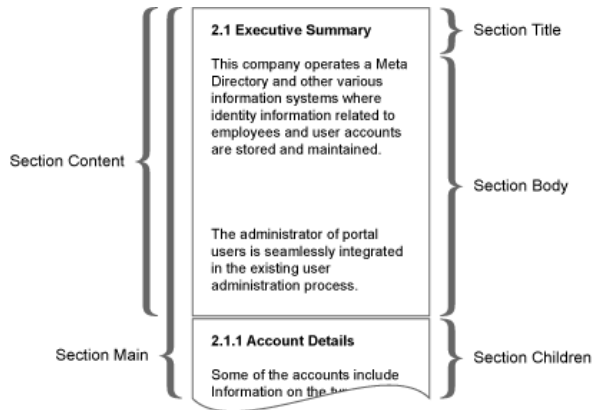 2.1 Executive Summary
Section Title
This company operates a Meta
Directory and other various
information systems where
identity information related to
employees and user accounts
are stored and maintained.
Section Content
Section Body
The administrator of portal
users is seamlessly integrated
in the existing user
administration process.
2.1.1 Account Details
Section Main
Section Children
Some of the accounts include
Information on the